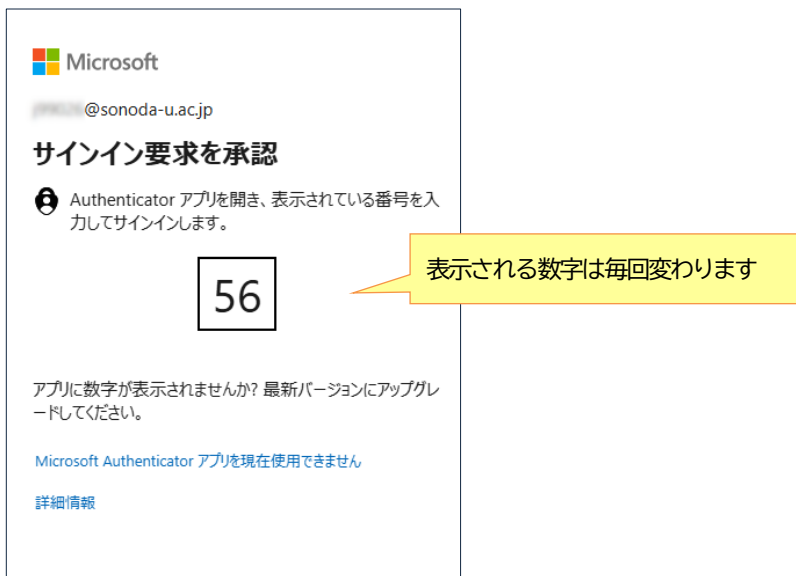 Microsoft
@sonoda-u.ac.jp
サインイン要求を承認
Authenticator アプリを開き、表示されている番号を入
力してサインインします。
56
表示される数字は毎回変わります
アプリに数字が表示されませんか? 最新バージョンにアップグレ
ードしてください。
Microsoft Authenticator アプリを現在使用できません
詳細情報